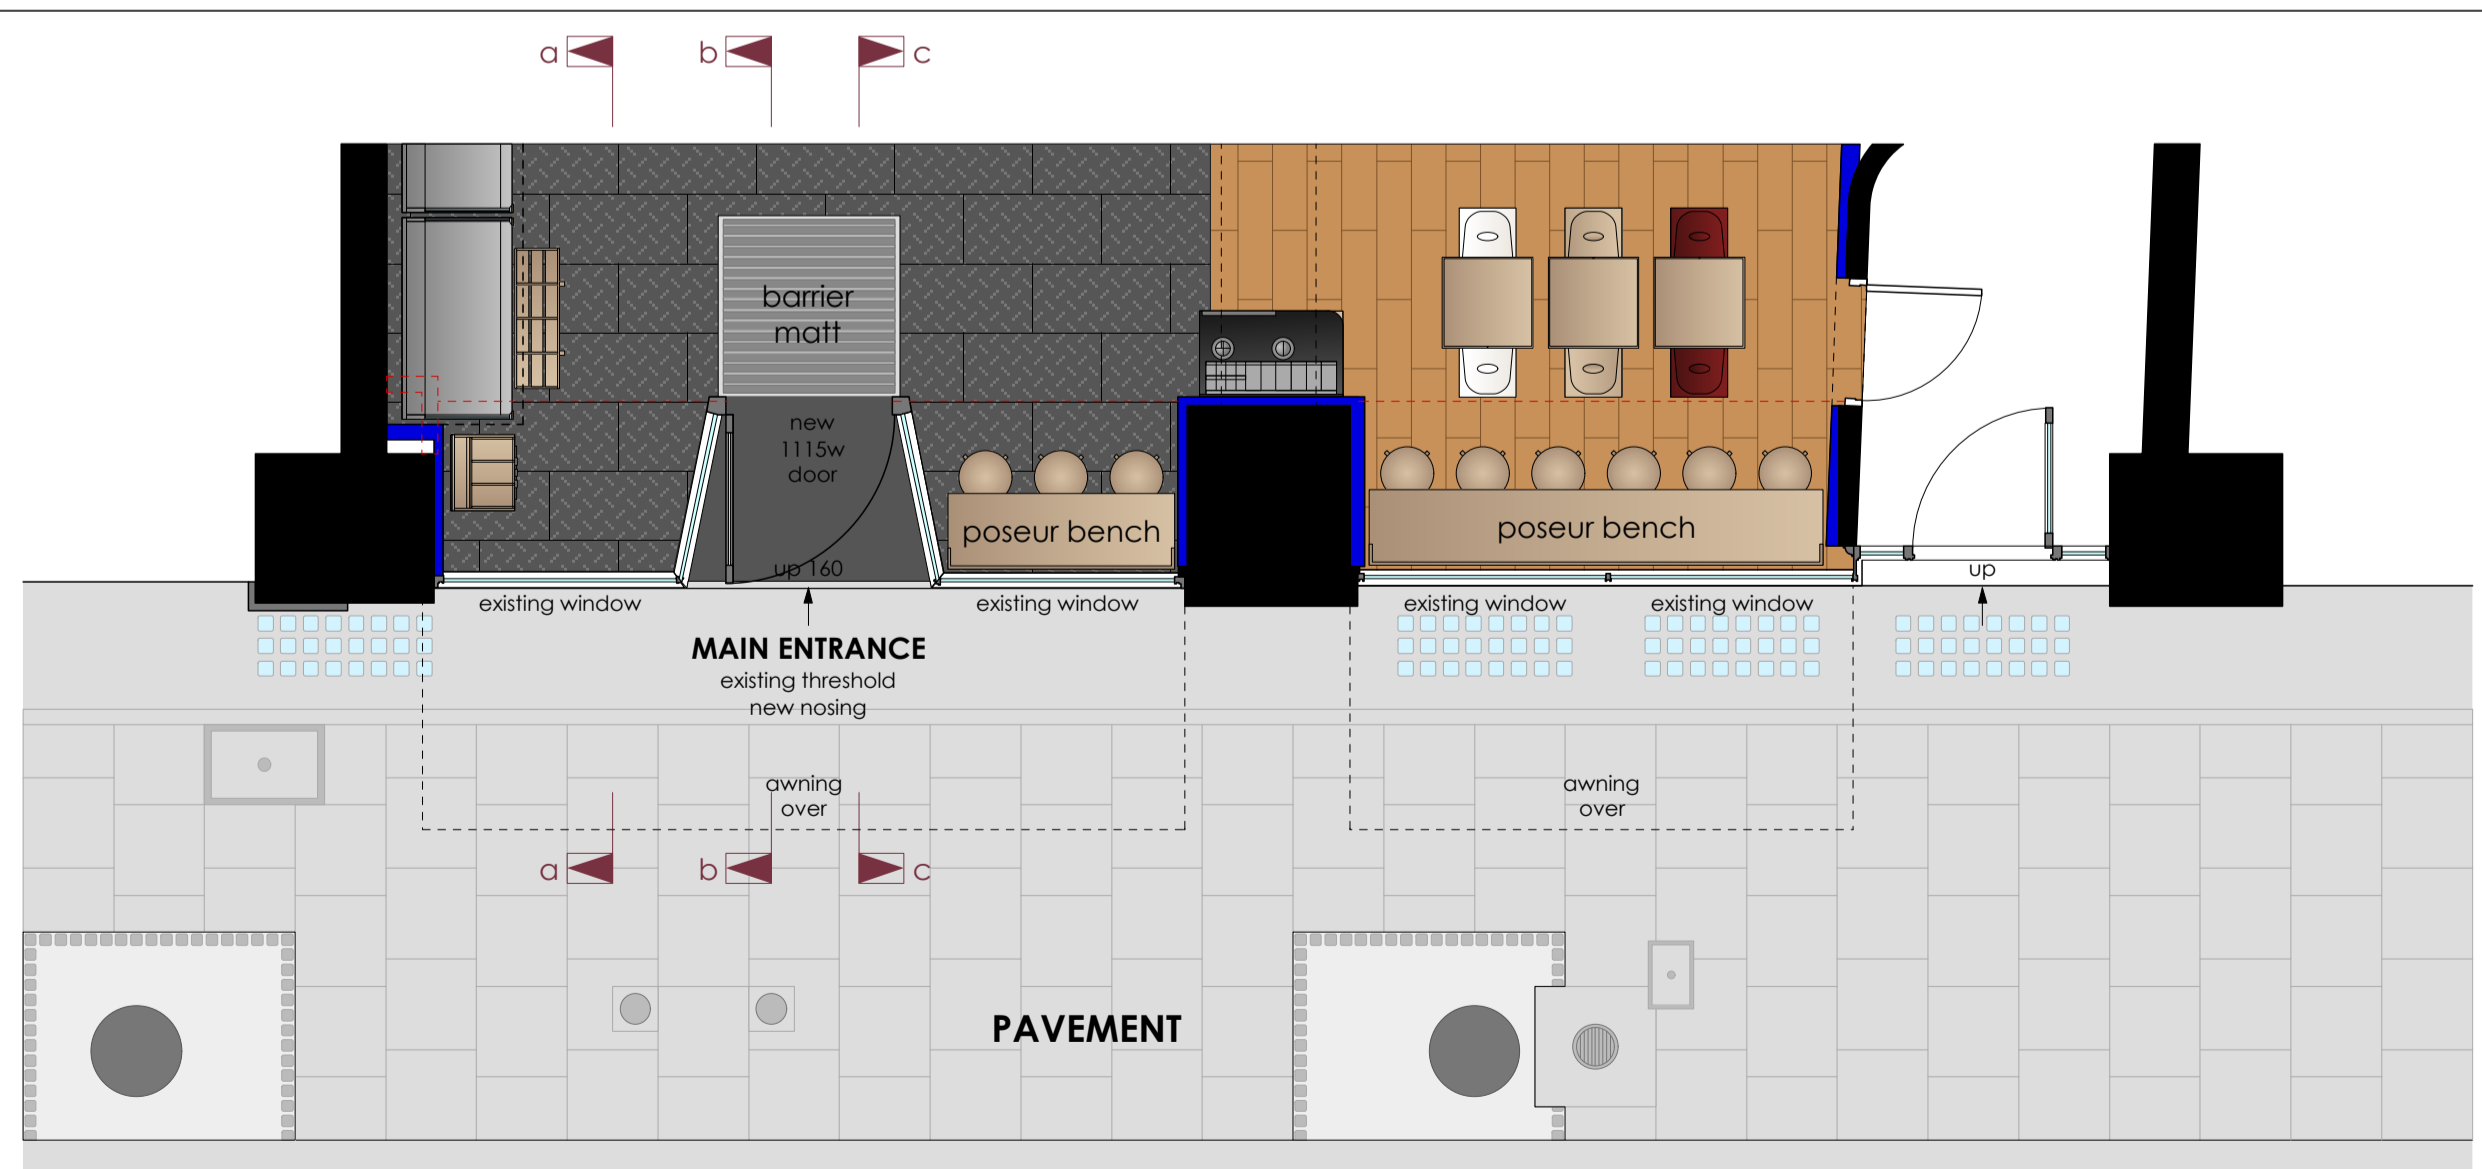 a
b
c
barrier
matt
new
1115w
door
up 160
poseur bench
poseur bench
up
existing window
existing window
existing window
existing window
MAIN ENTRANCE
existing threshold
new nosing
awning
over
awning
over
a
b
c
PAVEMENT